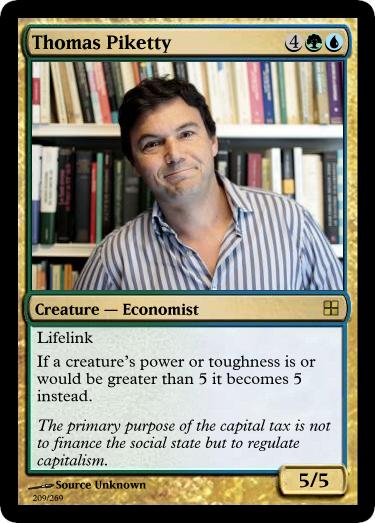 Thomas Piketty 4
Creature — Economist
Lifelink
If a creature's power or toughness is or
would be greater than 5 it becomes 5
instead.
The primary purpose of the capital tax is not
to finance the social state but to regulate
capitalism.
Source Unknown
5/5
209/269